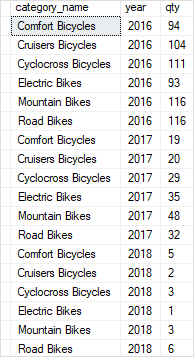 category_name year qty
Comfort Bicycles 2016 94
Cruisers Bicycles 2016 104
Cyclocross Bicycles 2016 111
Electric Bikes 2016 93
Mountain Bikes 2016 116
Road Bikes 2016 116
Comfort Bicycles 2017 19
Cruisers Bicycles 2017 20
Cyclocross Bicycles 2017 29
Electric Bikes 2017 35
Mountain Bikes 2017 48
Road Bikes 2017 32
Comfort Bicycles 2018 5
Cruisers Bicycles 2018 2
Cyclocross Bicycles 2018 3
Electric Bikes 2018 1
Mountain Bikes 2018 3
Road Bikes 2018 6